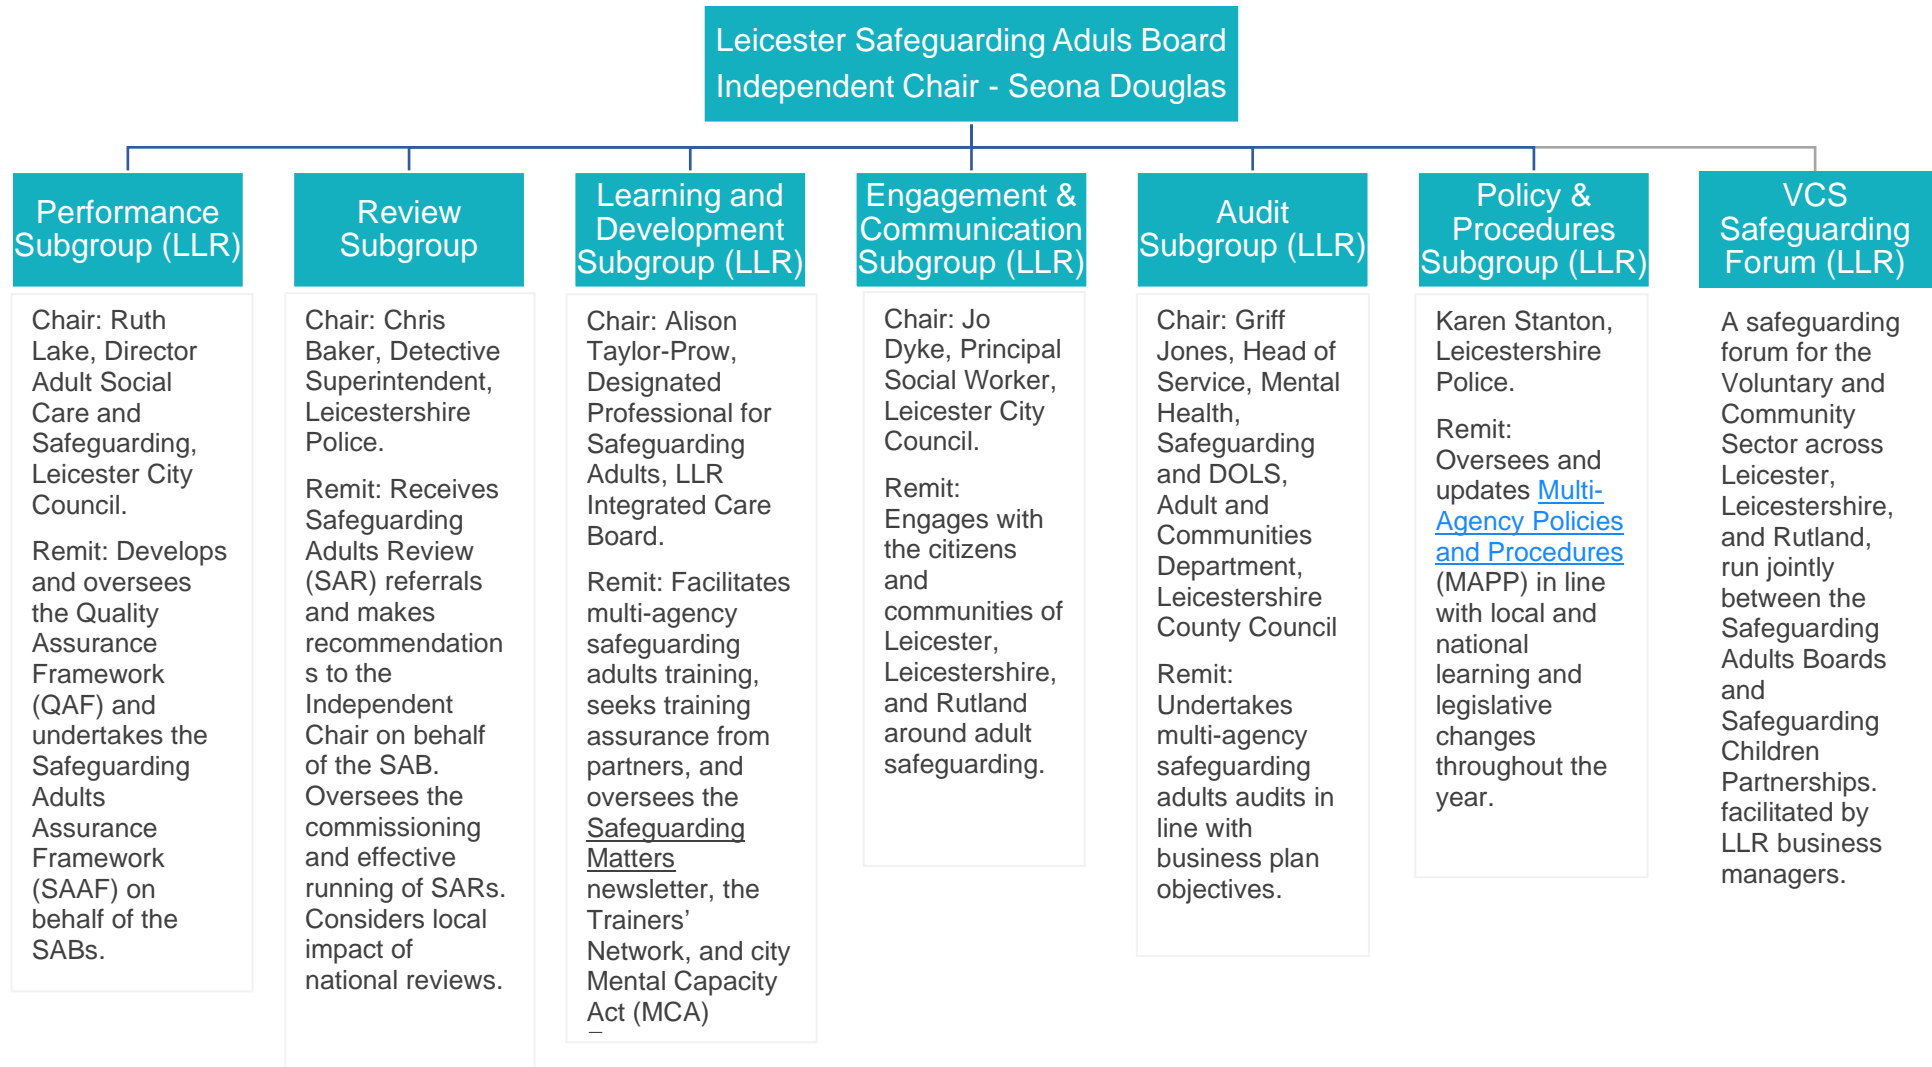 Leicester Safeguarding Aduls Board
Independent Chair - Seona Douglas
Performance
Subgroup (LLR)
Chair: Ruth
Lake, Director
Adult Social
Care and
Safeguarding,
Leicester City
Council.
Remit: Develops
and oversees
the Quality
Assurance
Framework
(QAF) and
undertakes the
Safeguarding
Adults
Assurance
Framework
(SAAF) on
behalf of the
SABs.
Review
Subgroup
Chair: Chris
Baker, Detective
Superintendent,
Leicestershire
Police.
Remit: Receives
Safeguarding
Adults Review
(SAR) referrals
and makes
recommendation
s to the
Independent
Chair on behalf
of the SAB.
Oversees the
commissioning
and effective
running of SARs.
Considers local
impact of
national reviews.
Learning and
Development
Subgroup (LLR)
Chair: Alison
Taylor-Prow,
Designated
Professional for
Safeguarding
Adults, LLR
Integrated Care
Board.
Remit: Facilitates
multi-agency
safeguarding
adults training,
seeks training
assurance from
partners, and
oversees the
Safeguarding
Matters
newsletter, the
Trainers’
Network, and city
Mental Capacity
Act (MCA)
Engagement &
Communication
Subgroup (LLR)
Chair: Jo
Dyke, Principal
Social Worker,
Leicester City
Council.
Remit:
Engages with
the citizens
and
communities of
Leicester,
Leicestershire,
and Rutland
around adult
safeguarding.
Audit
Subgroup (LLR)
Chair: Griff
Jones, Head of
Service, Mental
Health,
Safeguarding
and DOLS,
Adult and
Communities
Department,
Leicestershire
County Council
Remit:
Undertakes
multi-agency
safeguarding
adults audits in
line with
business plan
objectives.
Policy &
Procedures
Subgroup (LLR)
Karen Stanton,
Leicestershire
Police.
Remit:
Oversees and
updates Multi-
Agency Policies
and Procedures
(MAPP) in line
with local and
national
learning and
legislative
changes
throughout the
year.
VCS
Safeguarding
Forum (LLR)
A safeguarding
forum for the
Voluntary and
Community
Sector across
Leicester,
Leicestershire,
and Rutland,
run jointly
between the
Safeguarding
Adults Boards
and
Safeguarding
Children
Partnerships.
facilitated by
LLR business
managers.